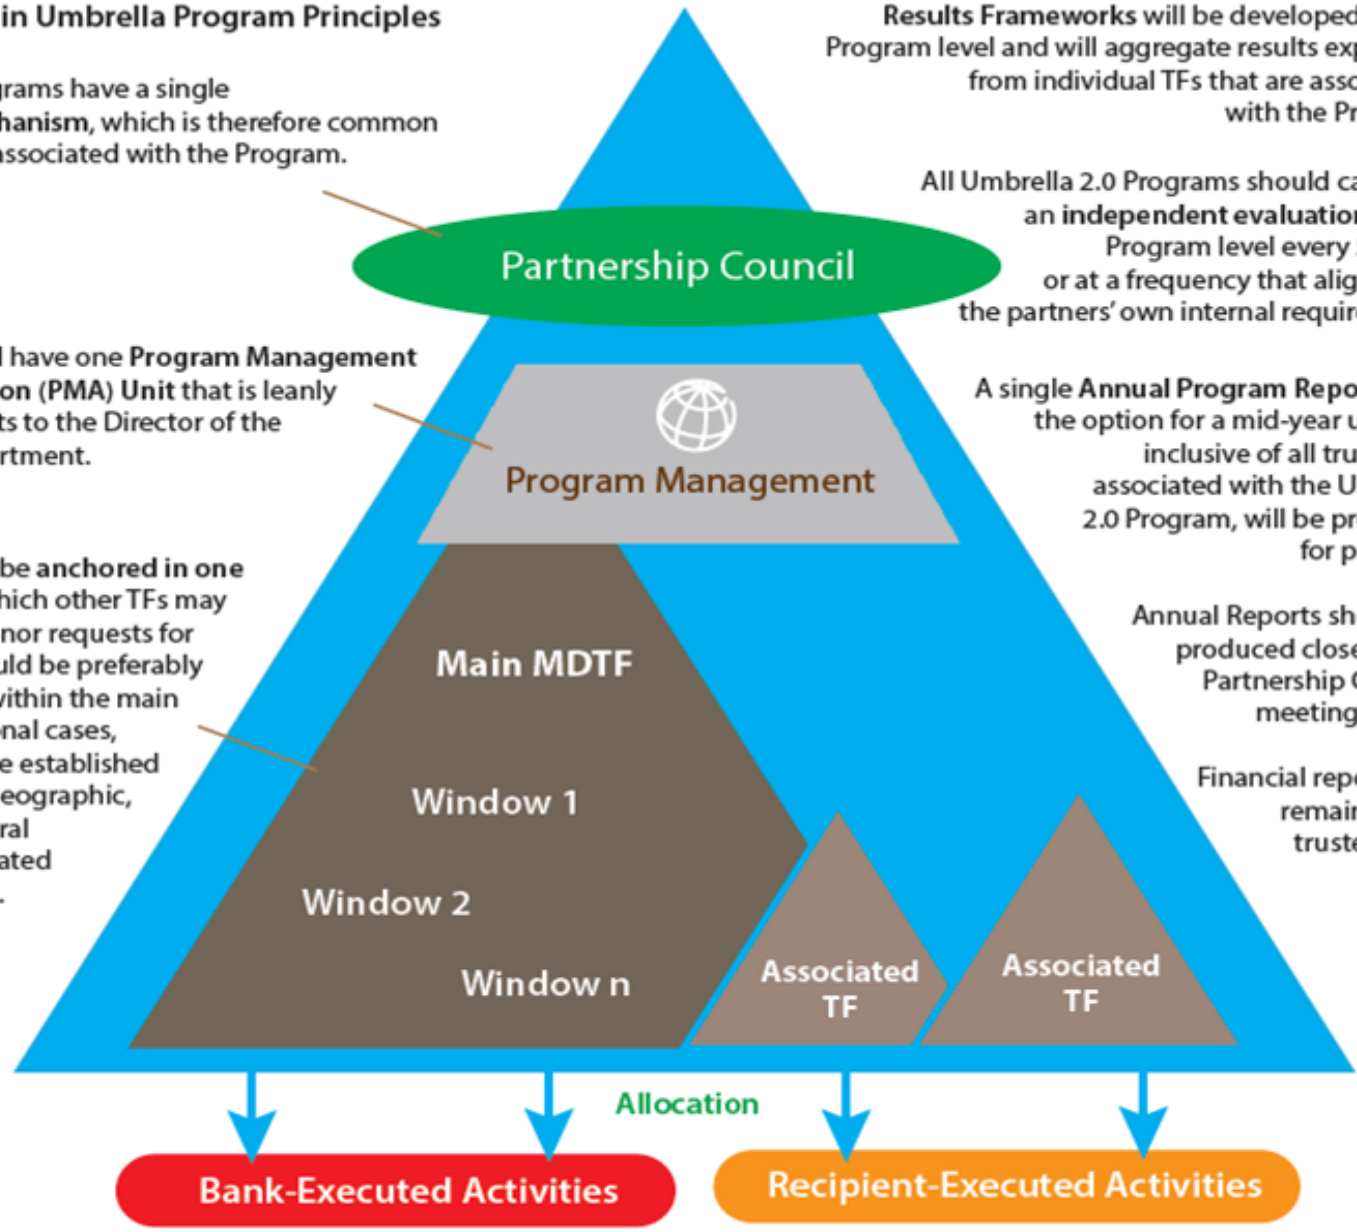 in Umbrella Program Principles
grams have a single
hanism, which is therefore common
associated with the Program.
l have one Program Management
on (PMA) Unit that is leanly
ts to the Director of the
rtment.
be anchored in one
hich other TFs may
nor requests for
uld be preferably
within the main
onal cases,
e established
eographic,
ral
ated
Results Frameworks will be developed
Program level and will aggregate results exp
from individual TFs that are asso
with the Pr
All Umbrella 2.0 Programs should ca
an independent evaluation
Program level every
or at a frequency that alig
the partners' own internal require
A single Annual Program Repo
the option for a mid-year u
inclusive of all tru
associated with the U
2.0 Program, will be pr
for p
Annual Reports sh
produced close
Partnership C
meeting
Financial repo
remain
truste
Partnership Council
Program Management
Main MDTF
Window 1
Window 2
Window n
Associated
TF
Associated
TF
Allocation
Bank-Executed Activities
Recipient-Executed Activities